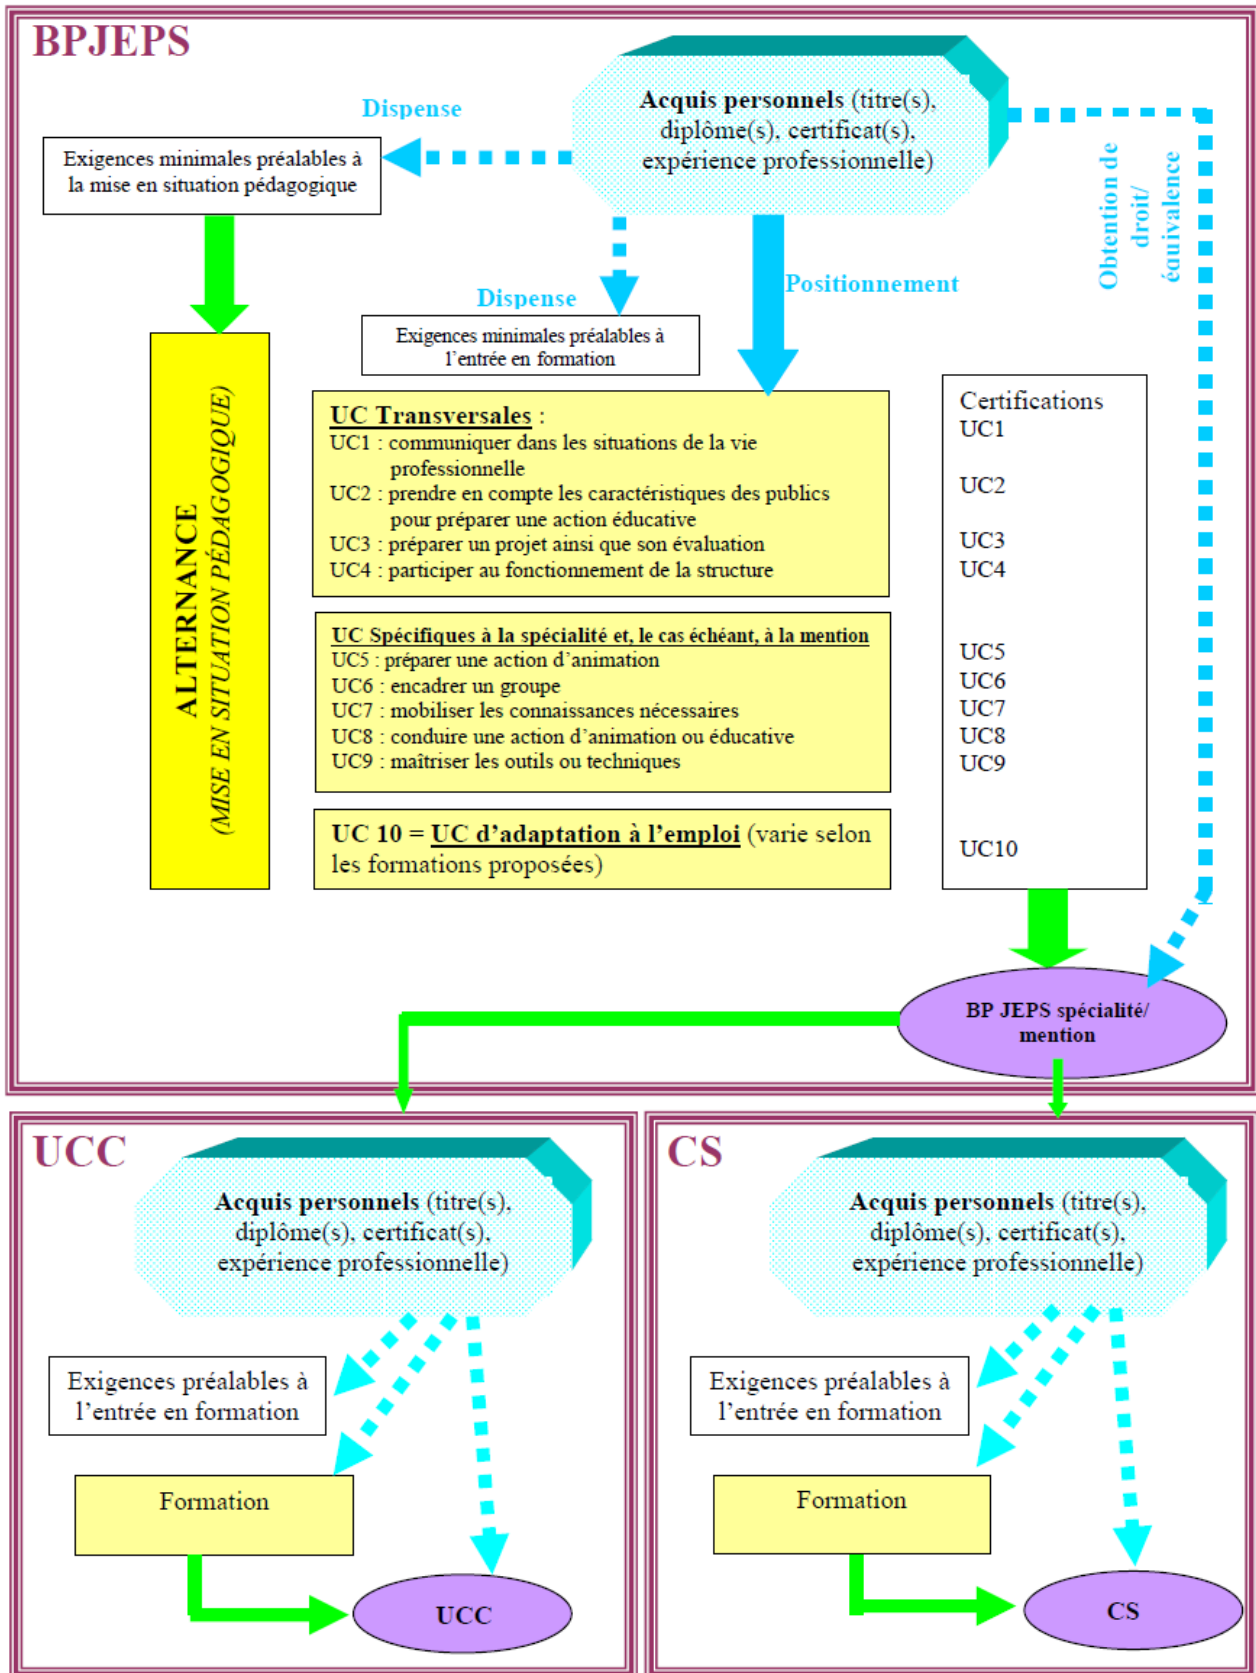 BPJEPS
Acquis personnels (titre(s),
diplôme(s), certificat(s),
expérience professionnelle)
Dispense
Exigences minimales préalables à
la mise en situation pédagogique
Obtention de
droit/
équivalence
Positionnement
Dispense
Exigences minimales préalables à
l'entrée en formation
ALTERNANCE
(MISE EN SITUATION PÉDAGOGIQUE)
UC Transversales :
UC1 : communiquer dans les situations de la vie
professionnelle
UC2 : prendre en compte les caractéristiques des publics
pour préparer une action éducative
UC3 : préparer un projet ainsi que son évaluation
UC4 : participer au fonctionnement de la structure
UC Spécifiques à la spécialité et, le cas échéant, à la mention
UC5 : préparer une action d'animation
UC6 : encadrer un groupe
UC7 : mobiliser les connaissances nécessaires
UC8 : conduire une action d'animation ou éducative
UC9 : maîtriser les outils ou techniques
UC 10 = UC d'adaptation à l'emploi (varie selon
les formations proposées)
Certifications
UC1
UC2
UC3
UC4
UC5
UC6
UC7
UC8
UC9
UC10
BP JEPS spécialité/
mention
UCC
Acquis personnels (titre(s),
diplôme(s), certificat(s),
expérience professionnelle)
Exigences préalables à
l'entrée en formation
Formation
UCC
CS
Acquis personnels (titre(s),
diplôme(s), certificat(s),
expérience professionnelle)
Exigences préalables à
l'entrée en formation
Formation
CS